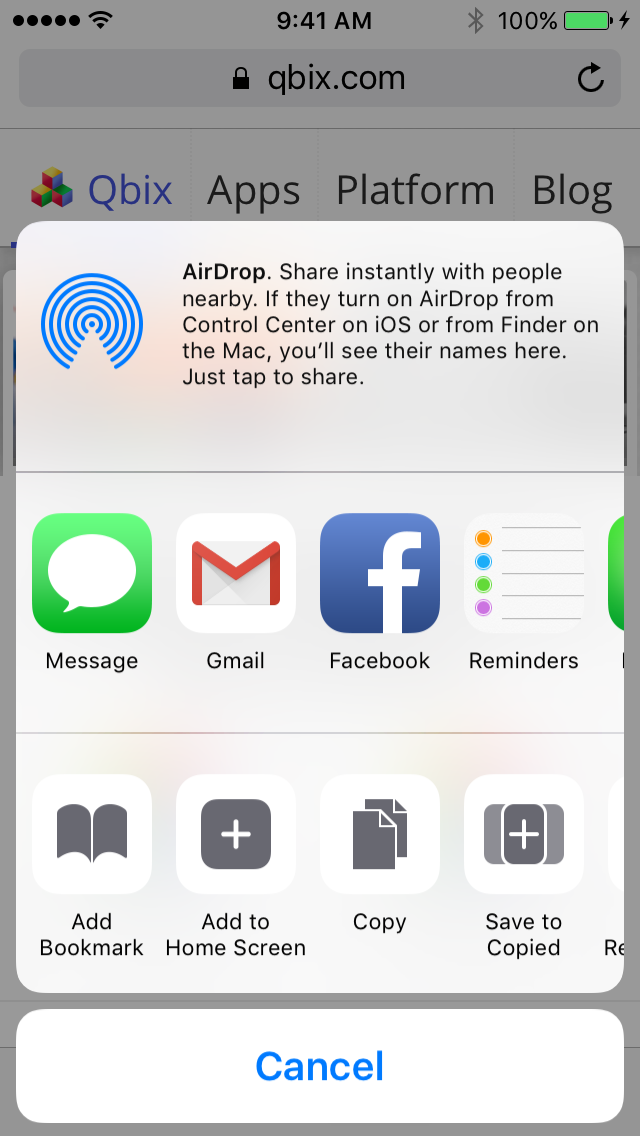 9:41 AM 100%
qbix.com
Qbix Apps Platform Blog
AirDrop. Share instantly with people
nearby. If they turn on AirDrop from
Control Center on iOS or from Finder on
the Mac, you’ll see their names here.
Just tap to share.
Message Gmail Facebook Reminders
Add Bookmark
Add to Home Screen
Copy
Save to Copied
Cancel